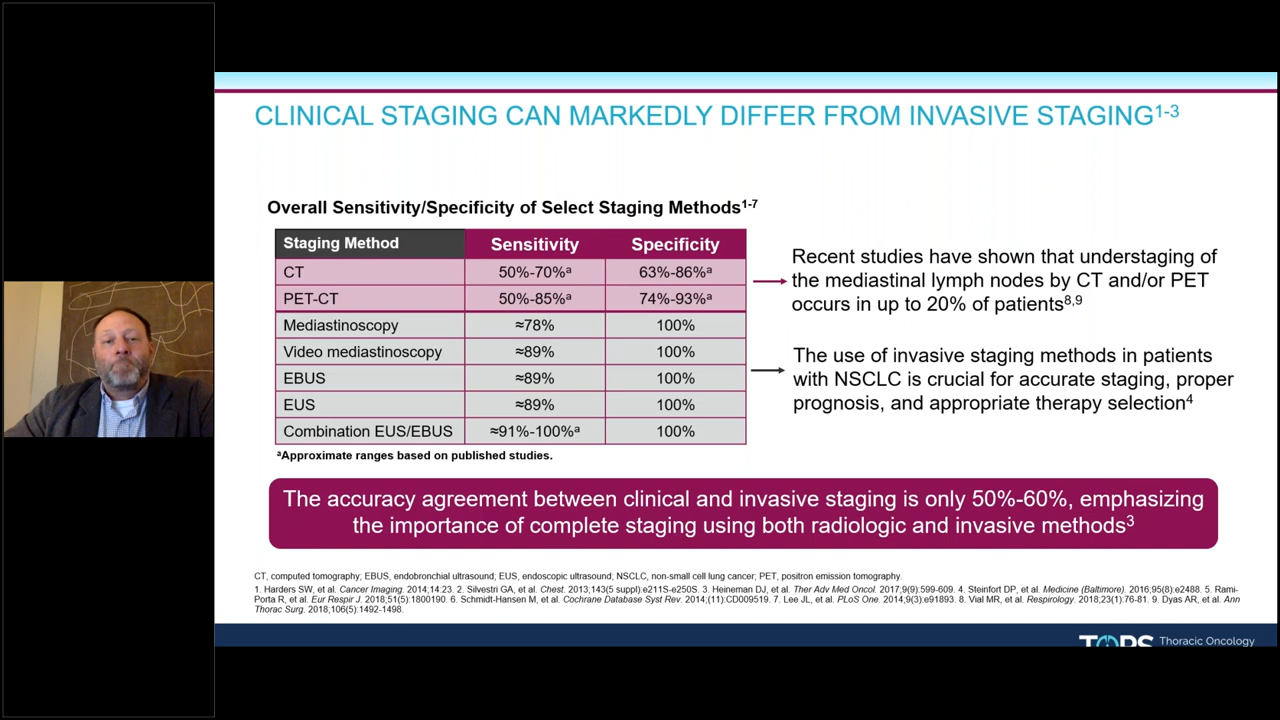 CLINICAL STAGING CAN MARKEDLY DIFFER FROM INVASIVE STAGING1-3
Overall Sensitivity/Specificity of Select Staging Methods1-7
Staging Method Sensitivity Specificity
CT 50%-70%a 63%-86%a
PET-CT 50%-85%a 74%-93%a
Mediastinoscopy ≈78% 100%
Video mediastinoscopy ≈89% 100%
EBUS ≈89% 100%
EUS ≈89% 100%
Combination EUS/EBUS ≈91%-100%a 100%
aApproximate ranges based on published studies.
Recent studies have shown that understaging of
the mediastinal lymph nodes by CT and/or PET
occurs in up to 20% of patients8,9
The use of invasive staging methods in patients
with NSCLC is crucial for accurate staging, proper
prognosis, and appropriate therapy selection4
The accuracy agreement between clinical and invasive staging is only 50%-60%, emphasizing
the importance of complete staging using both radiologic and invasive methods3
CT, computed tomography; EBUS, endobronchial ultrasound; EUS, endoscopic ultrasound; NSCLC, non-small cell lung cancer; PET, positron emission tomography.
1. Harders SW, et al. Cancer Imaging. 2014;14:23. 2. Silvestri GA, et al. Chest. 2013;143(5 suppl):e211S-e250S. 3. Heineman DJ, et al. Ther Adv Med Oncol. 2017;9(9):599-609. 4. Steinfort DP, et al. Medicine (Baltimore). 2016;95(8):e2488. 5. Rami-
Porta R, et al. Eur Respir J. 2018;51(5):1800190. 6. Schmidt-Hansen M, et al. Cochrane Database Syst Rev. 2014;(11):CD009519. 7. Lee JL, et al. PLoS One. 2014;9(3):e91893. 8. Vial MR, et al. Respirology. 2018;23(1):76-81. 9. Dyas AR, et al. Ann
Thorac Surg. 2018;106(5):1492-1498.
TOPS Thoracic Oncology